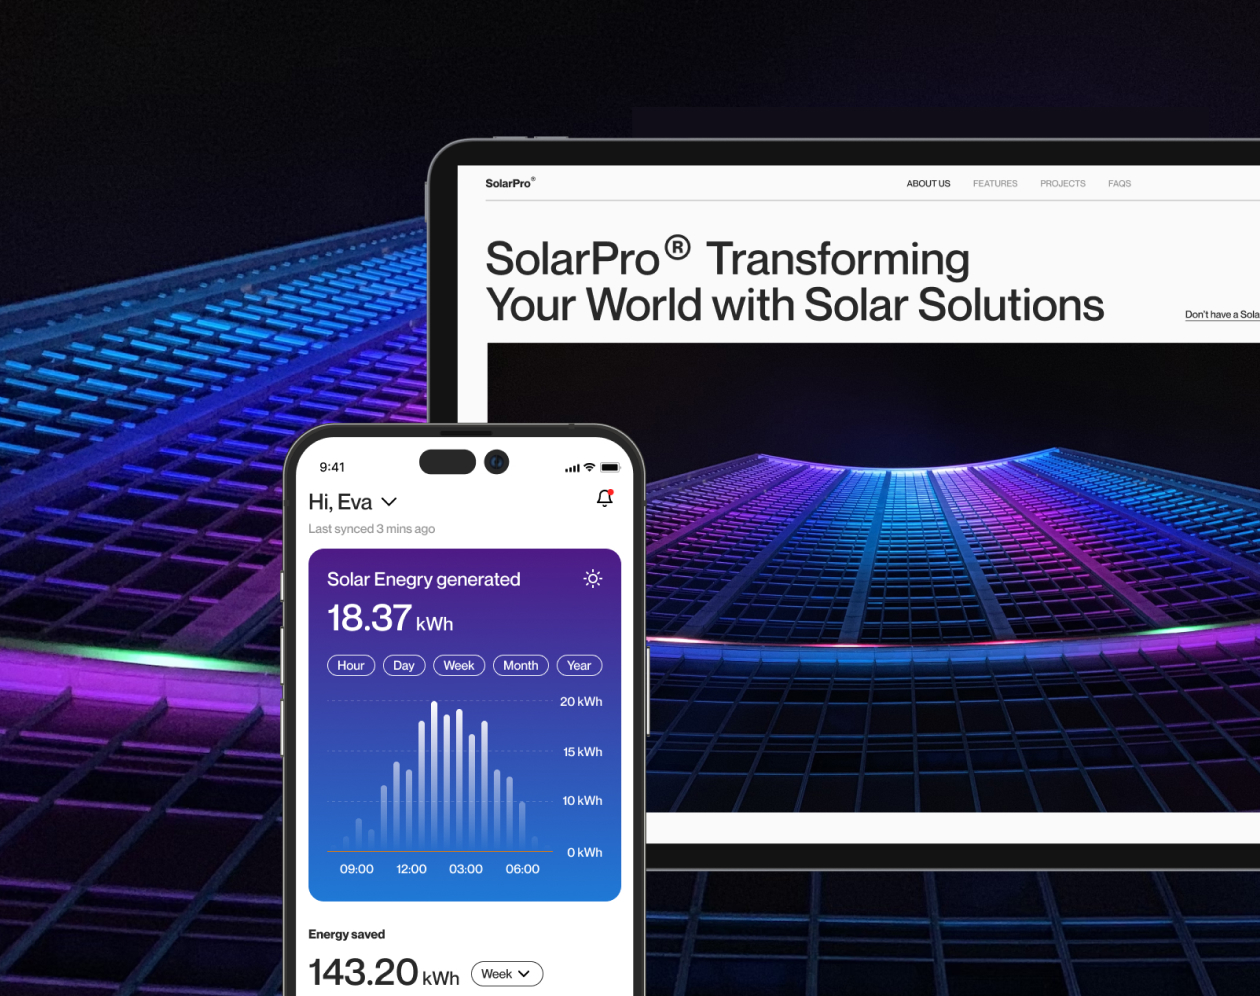 SolarPro®
ABOUT US FEATURES PROJECTS FAQS
SolarPro® Transforming
Your World with Solar Solutions
Don't have a Sola
9:41
Hi, Eva
Last synced 3 mins ago
Solar Enegry generated
18.37 kWh
Hour Day Week Month Year
20 kWh
15 kWh
10 kWh
0 kWh
09:00 12:00 03:00 06:00
Energy saved
143.20 kWh Week